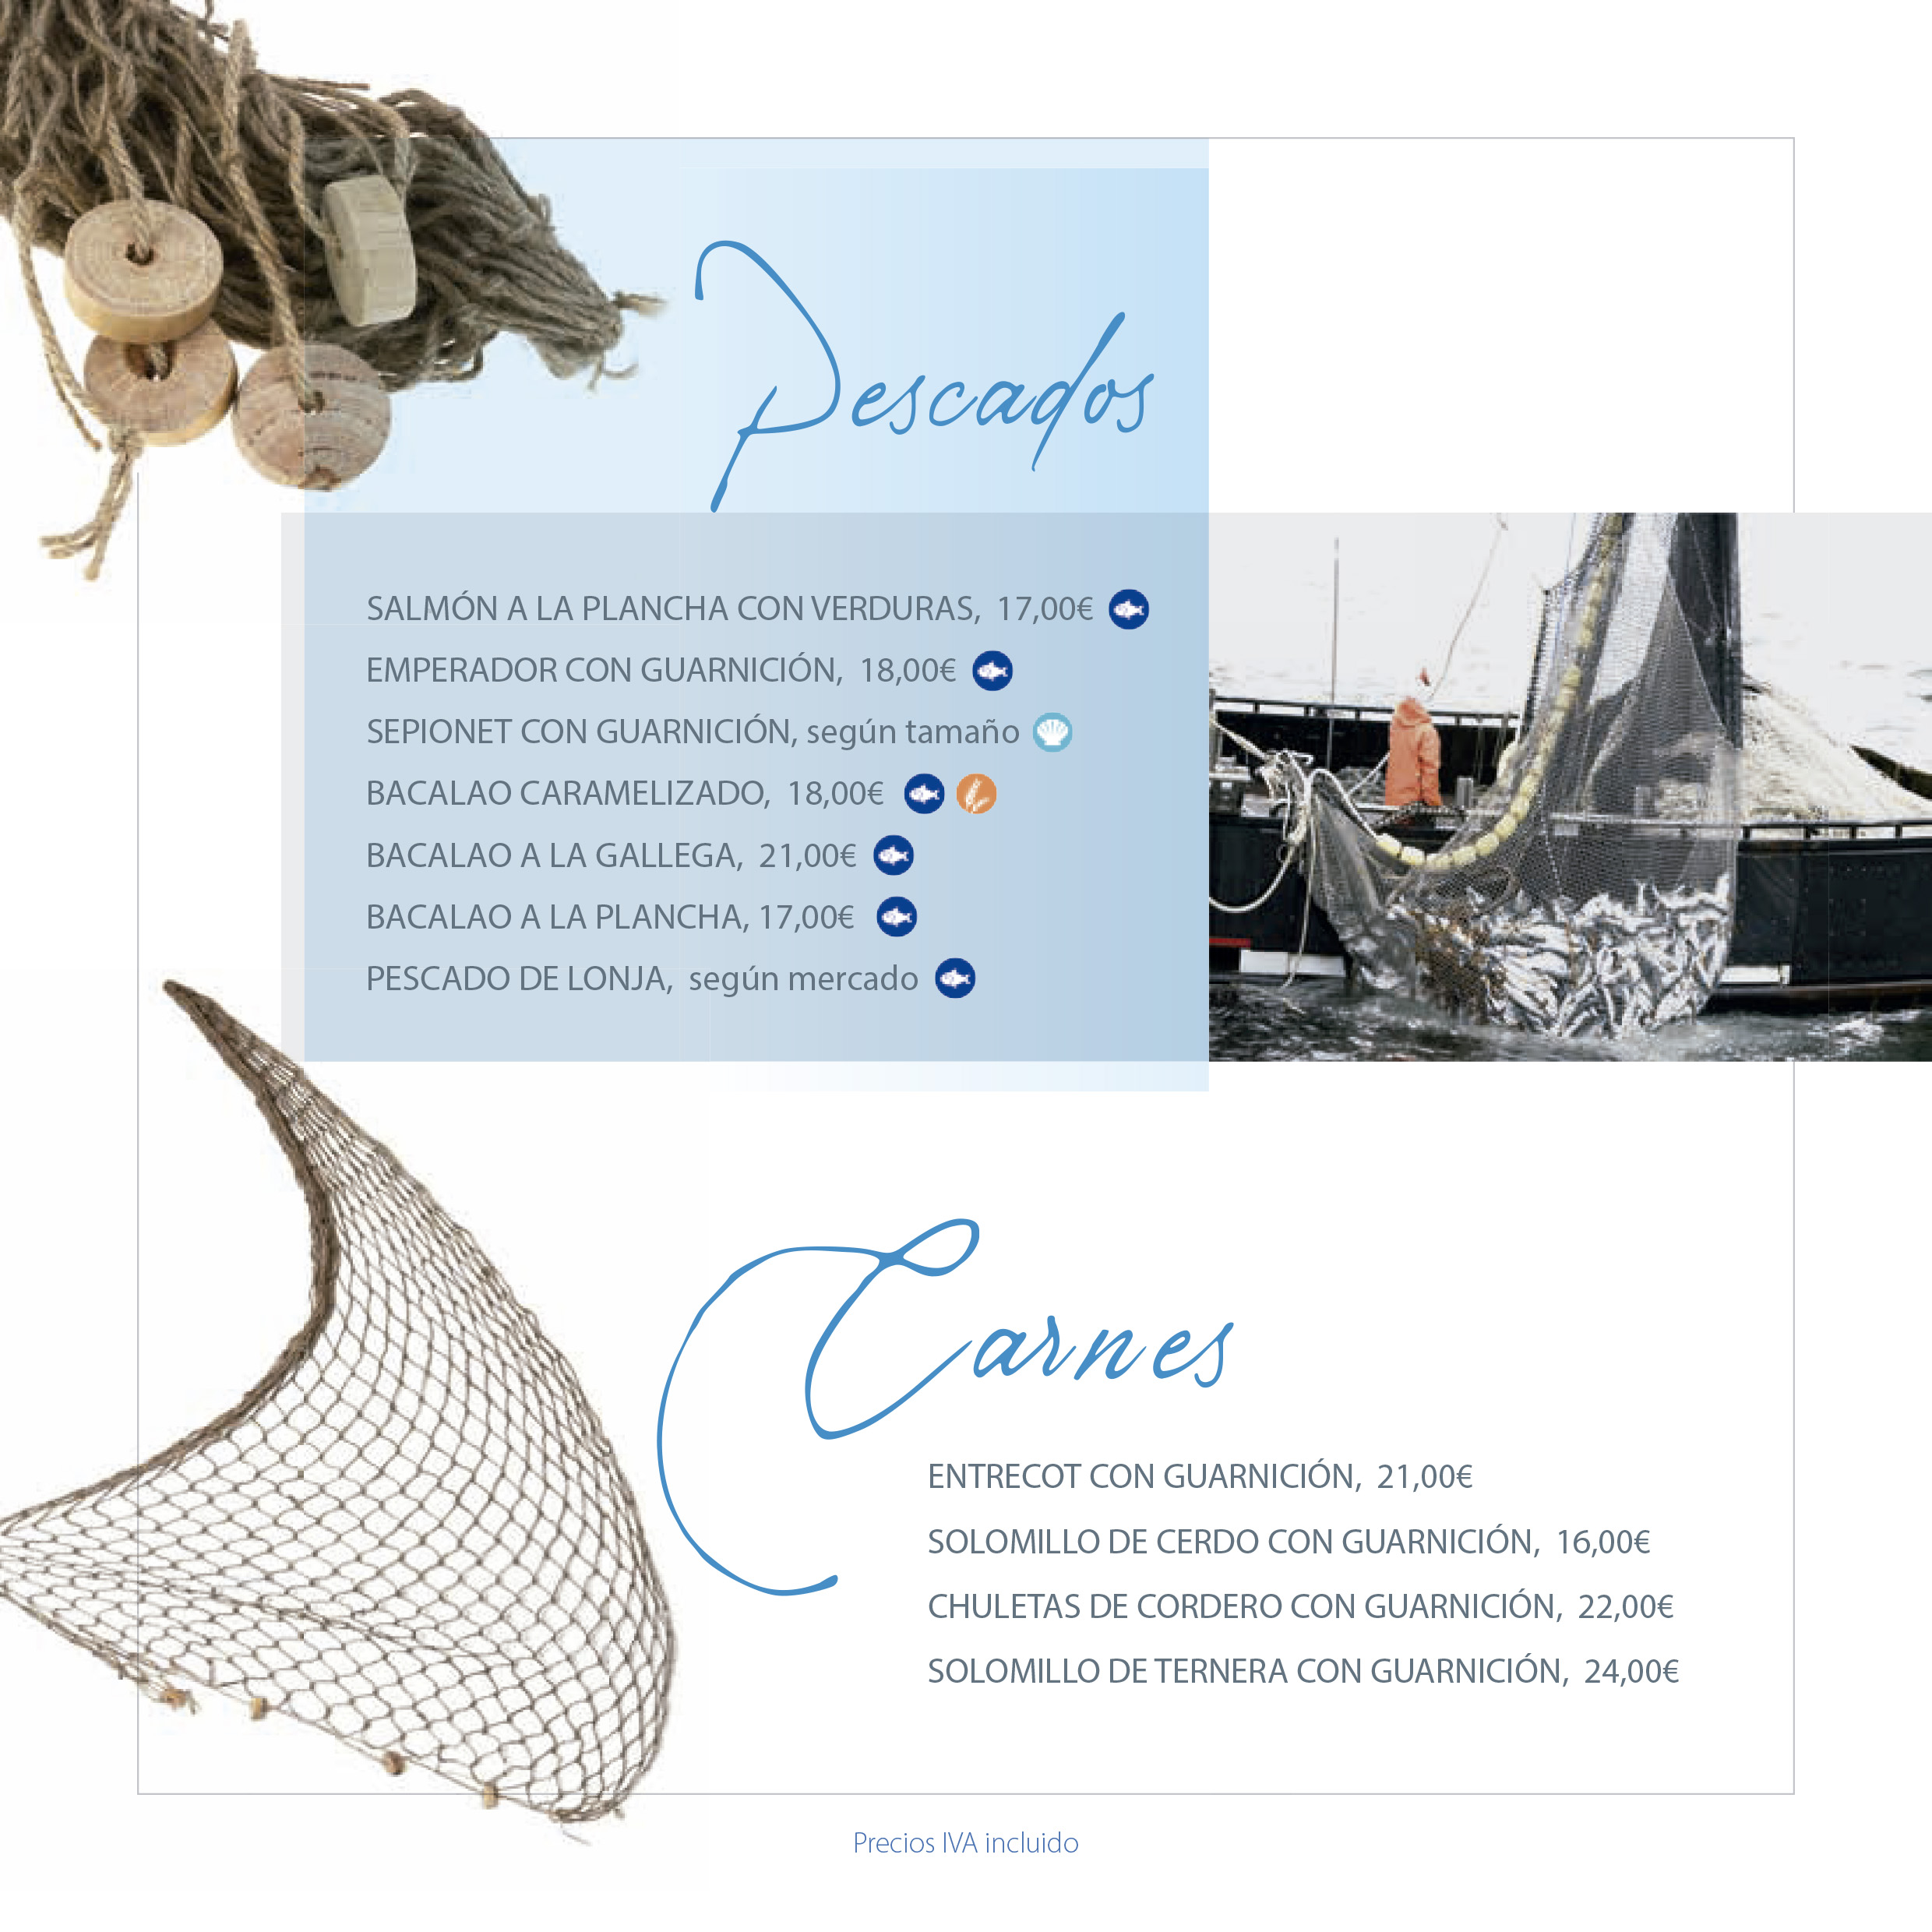 Pescados
SALMÓN A LA PLANCHA CON VERDURAS, 17,00€
EMPERADOR CON GUARNICIÓN, 18,00€
SEPIONET CON GUARNICIÓN, según tamaño
BACALAO CARAMELIZADO, 18,00€
BACALAO A LA GALLEGA, 21,00€
BACALAO A LA PLANCHA, 17,00€
PESCADO DE LONJA, según mercado
Carnes
ENTRECOT CON GUARNICIÓN, 21,00€
SOLOMILLO DE CERDO CON GUARNICIÓN, 16,00€
CHULETAS DE CORDERO CON GUARNICIÓN, 22,00€
SOLOMILLO DE TERNERA CON GUARNICIÓN, 24,00€
Precios IVA incluido